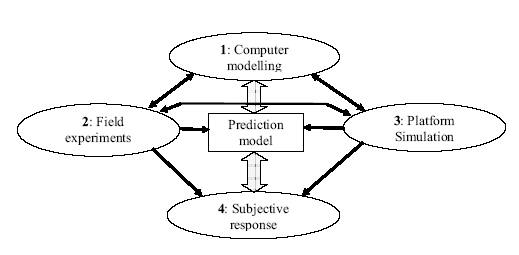 1: Computer
modelling
2: Field
experiments
Prediction
model
3: Platform
Simulation
4: Subjective
response